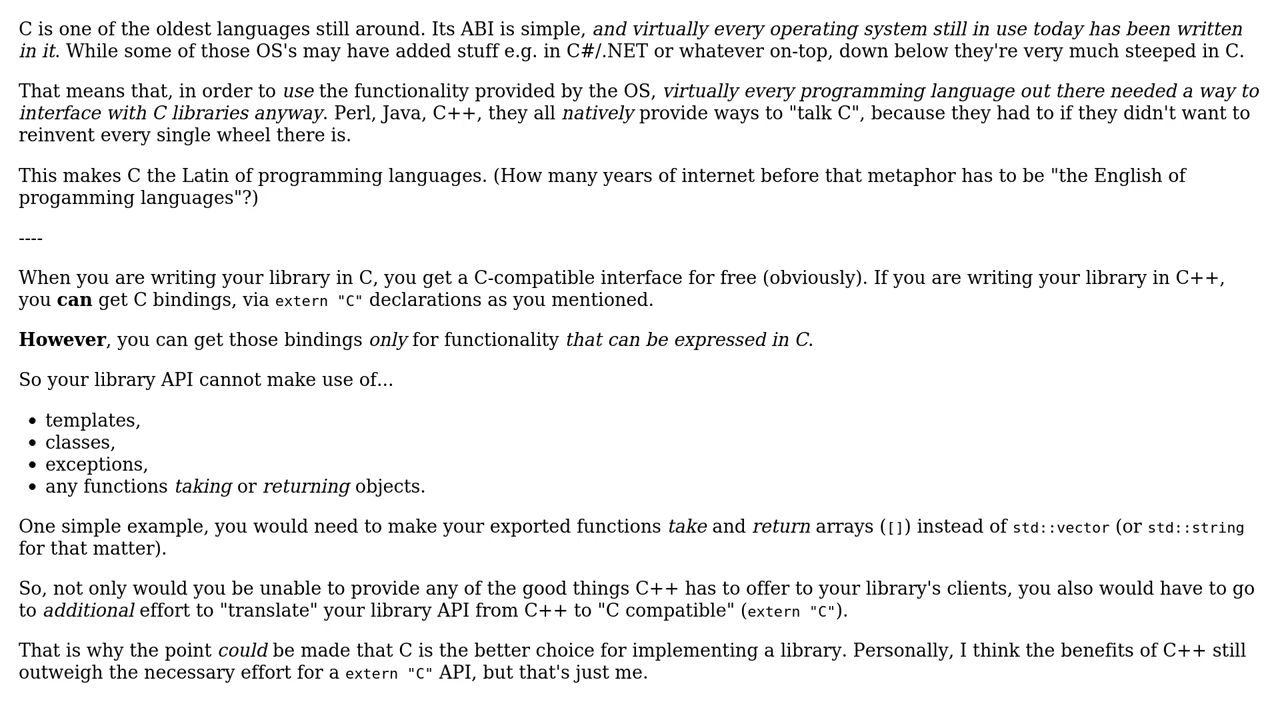 C is one of the oldest languages still around. Its ABI is simple, and virtually every operating system still in use today has been written
in it. While some of those OS's may have added stuff e.g. in C#/.NET or whatever on-top, down below they're very much steeped in C.
That means that, in order to use the functionality provided by the OS, virtually every programming language out there needed a way to
interface with C libraries anyway. Perl, Java, C++, they all natively provide ways to "talk C", because they had to if they didn't want to
reinvent every single wheel there is.
This makes C the Latin of programming languages. (How many years of internet before that metaphor has to be "the English of
progamming languages"?)
----
When you are writing your library in C, you get a C-compatible interface for free (obviously). If you are writing your library in C++,
you can get C bindings, via extern "C" declarations as you mentioned.
However, you can get those bindings only for functionality that can be expressed in C.
So your library API cannot make use of...
• templates,
• classes,
• exceptions,
• any functions taking or returning objects.
One simple example, you would need to make your exported functions take and return arrays ([]) instead of std::vector (or std::string
for that matter).
So, not only would you be unable to provide any of the good things C++ has to offer to your library's clients, you also would have to go
to additional effort to "translate" your library API from C++ to "C compatible" (extern "C").
That is why the point could be made that C is the better choice for implementing a library. Personally, I think the benefits of C++ still
outweigh the necessary effort for a extern "C" API, but that's just me.